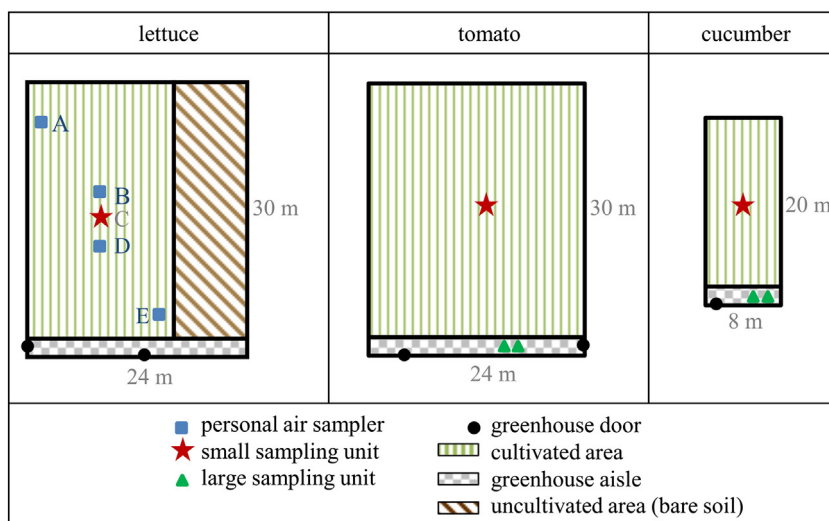 lettuce
tomato
cucumber
A
B
C
D
E
30 m
24 m
30 m
24 m
20 m
8 m
personal air sampler
small sampling unit
large sampling unit
greenhouse door
cultivated area
greenhouse aisle
uncultivated area (bare soil)